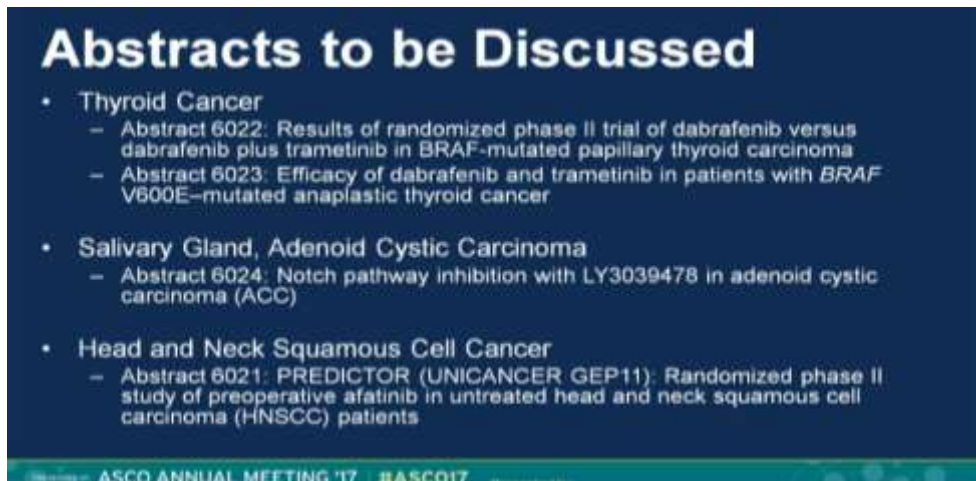 Abstracts to be Discussed
• Thyroid Cancer
– Abstract 6022: Results of randomized phase II trial of dabrafenib versus
dabrafenib plus trametinib in BRAF-mutated papillary thyroid carcinoma
– Abstract 6023: Efficacy of dabrafenib and trametinib in patients with BRAF
V600E–mutated anaplastic thyroid cancer
• Salivary Gland, Adenoid Cystic Carcinoma
– Abstract 6024: Notch pathway inhibition with LY3039478 in adenoid cystic
carcinoma (ACC)
• Head and Neck Squamous Cell Cancer
– Abstract 6021: PREDICTOR (UNICANCER GEP11): Randomized phase II
study of preoperative afatinib in untreated head and neck squamous cell
carcinoma (HNSCC) patients
ASCO ANNUAL MEETING '17 | #ASCO17